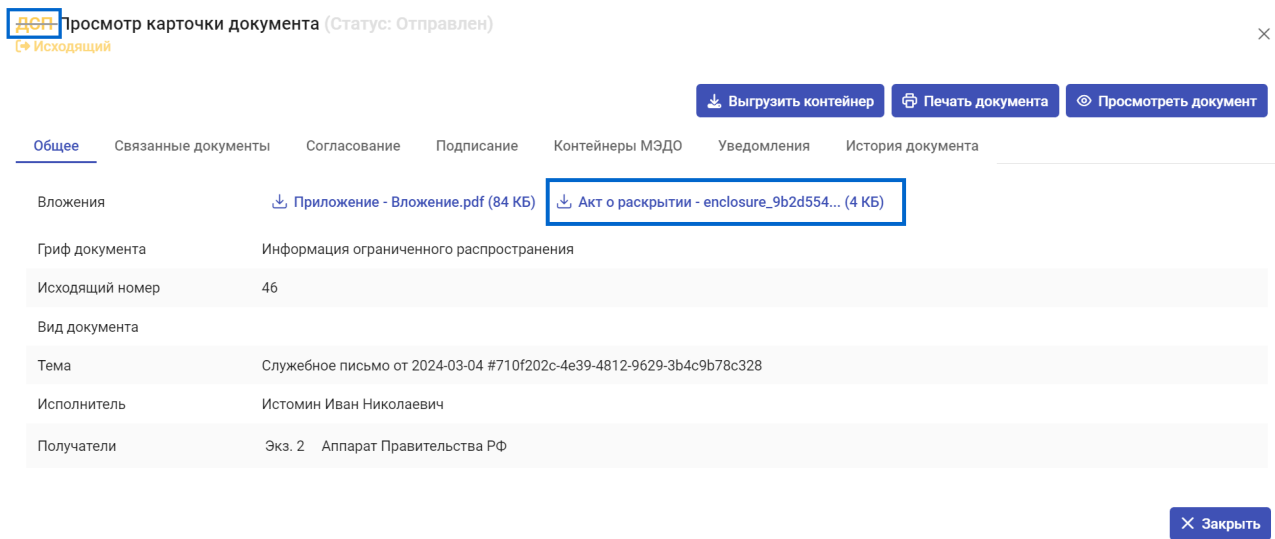 ДСП Просмотр карточки документа (Статус: Отправлен)
Исходящий
Выгрузить контейнер Печать документа Просмотреть документ
Общее Связанные документы Согласование Подписание Контейнеры МЭДО Уведомления История документа
Вложения Приложение - Вложение.pdf (84 КБ) Акт о раскрытии - enclosure_9b2d554... (4 КБ)
Гриф документа Информация ограниченного распространения
Исходящий номер 46
Вид документа
Тема Служебное письмо от 2024-03-04 #710f202c-4e39-4812-9629-3b4c9b78c328
Исполнитель Истомин Иван Николаевич
Получатели Экз. 2 Аппарат Правительства РФ
Закрыть